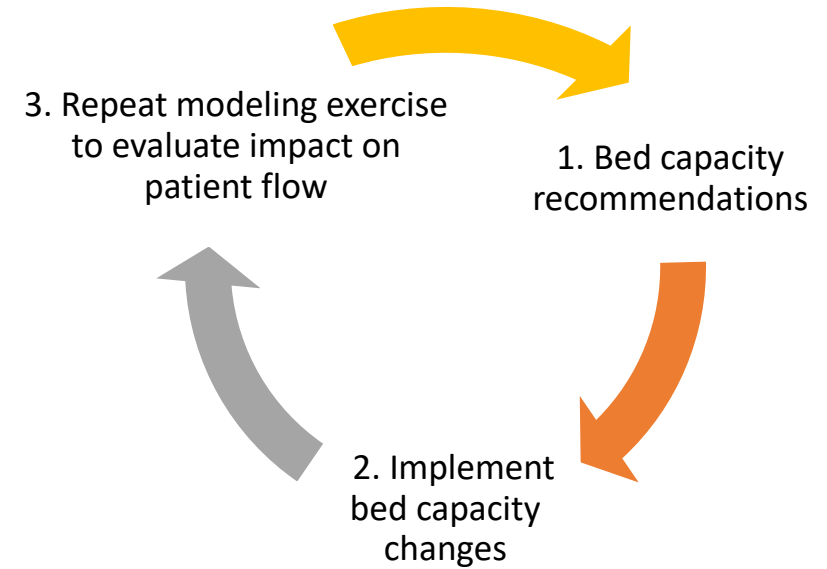 3. Repeat modeling exercise
to evaluate impact on
patient flow
1. Bed capacity
recommendations
2. Implement
bed capacity
changes